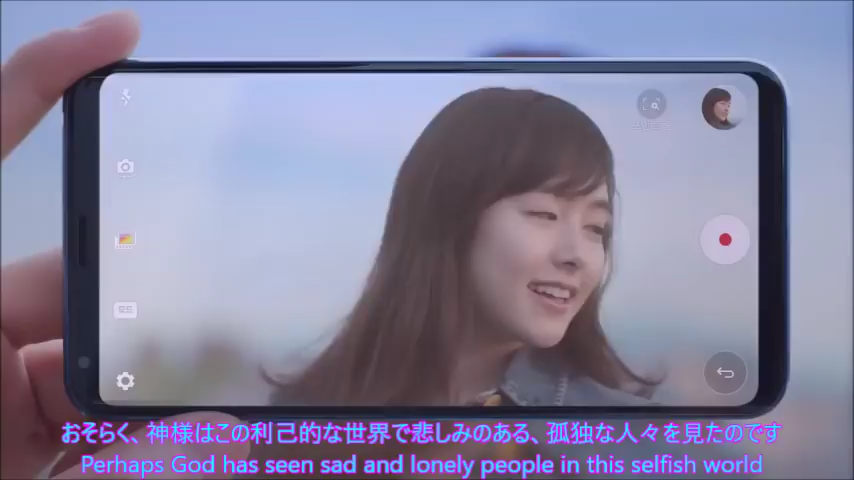 おそらく、神様はこの利己的な世界で悲しみのある、孤独な人々を見たのです
Perhaps God has seen sad and lonely people in this selfish world